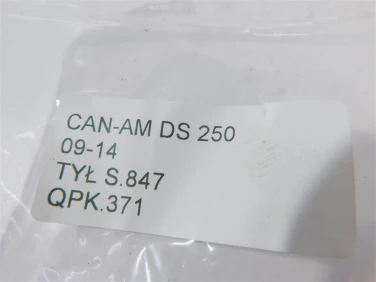 CAN-AM DS 250
09-14
TYŁ S.847
QPK.371